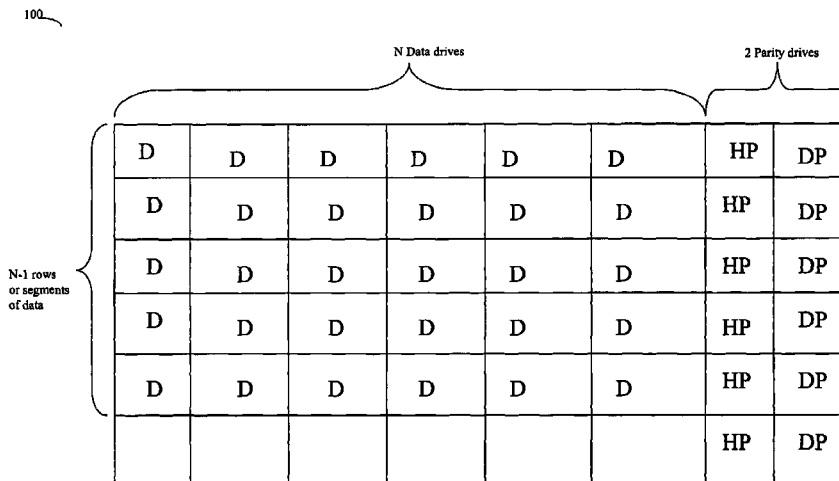 100
N Data drives
2 Parity drives
D D D D D D HP DP
D D D D D D HP DP
N-1 rows
or segments
of data
D D D D D D HP DP
D D D D D D HP DP
D D D D D D HP DP
HP DP